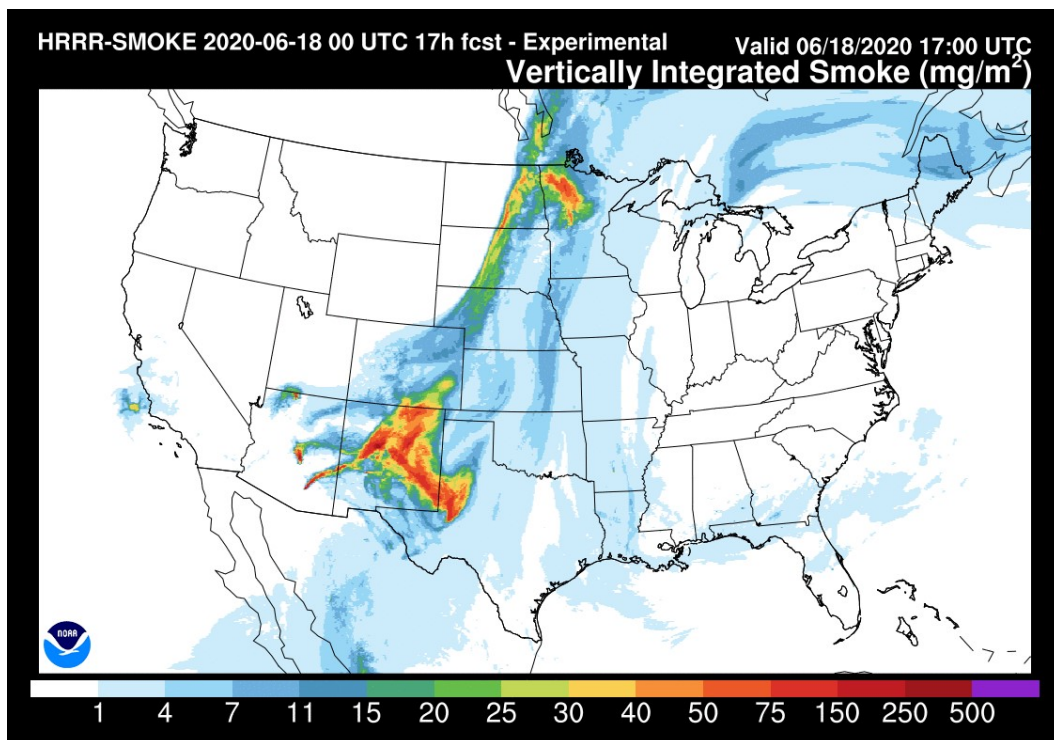 HRRR-SMOKE 2020-06-18 00 UTC 17h fcst - Experimental
Valid 06/18/2020 17:00 UTC
Vertically Integrated Smoke (mg/m²)
NOAA
1 4 7 11 15 20 25 30 40 50 75 150 250 500